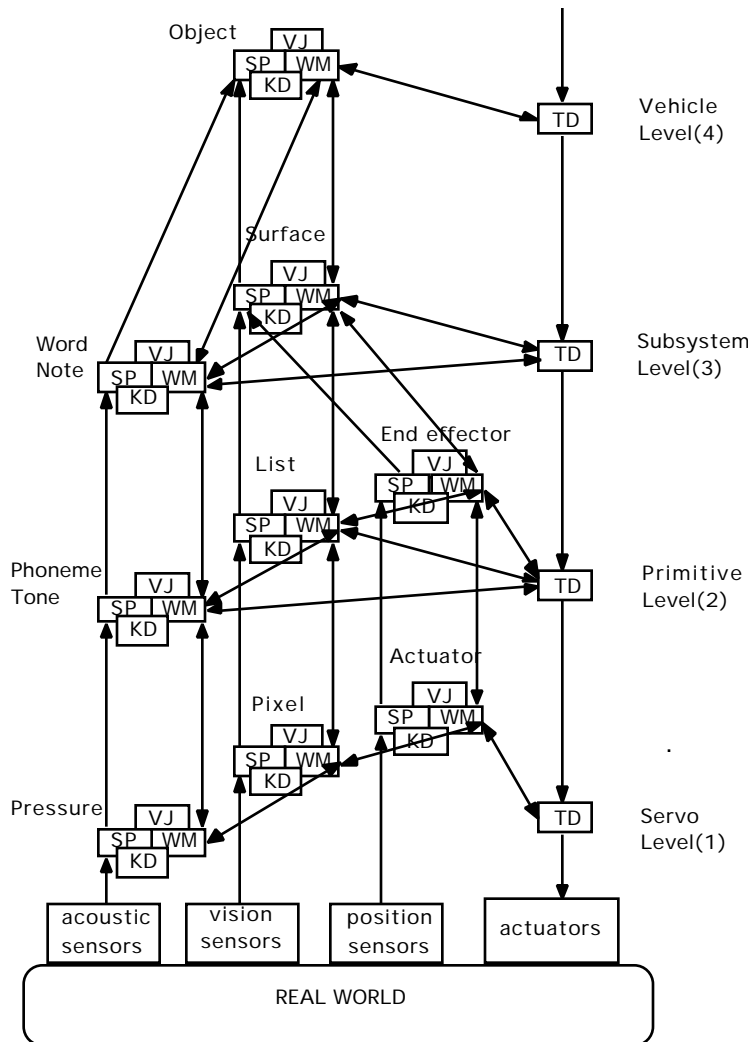 Object
VJ
SP WM
KD
TD
Vehicle
Level(4)
Surface
VJ
SP WM
KD
Word
Note
VJ
SP WM
KD
TD
Subsystem
Level(3)
End effector
VJ
SP WM
KD
List
VJ
SP WM
KD
Phoneme
Tone
VJ
SP WM
KD
TD
Primitive
Level(2)
Actuator
VJ
SP WM
KD
Pixel
VJ
SP WM
KD
Pressure
VJ
SP WM
KD
TD
Servo
Level(1)
.
acoustic
sensors
vision
sensors
position
sensors
actuators
REAL WORLD